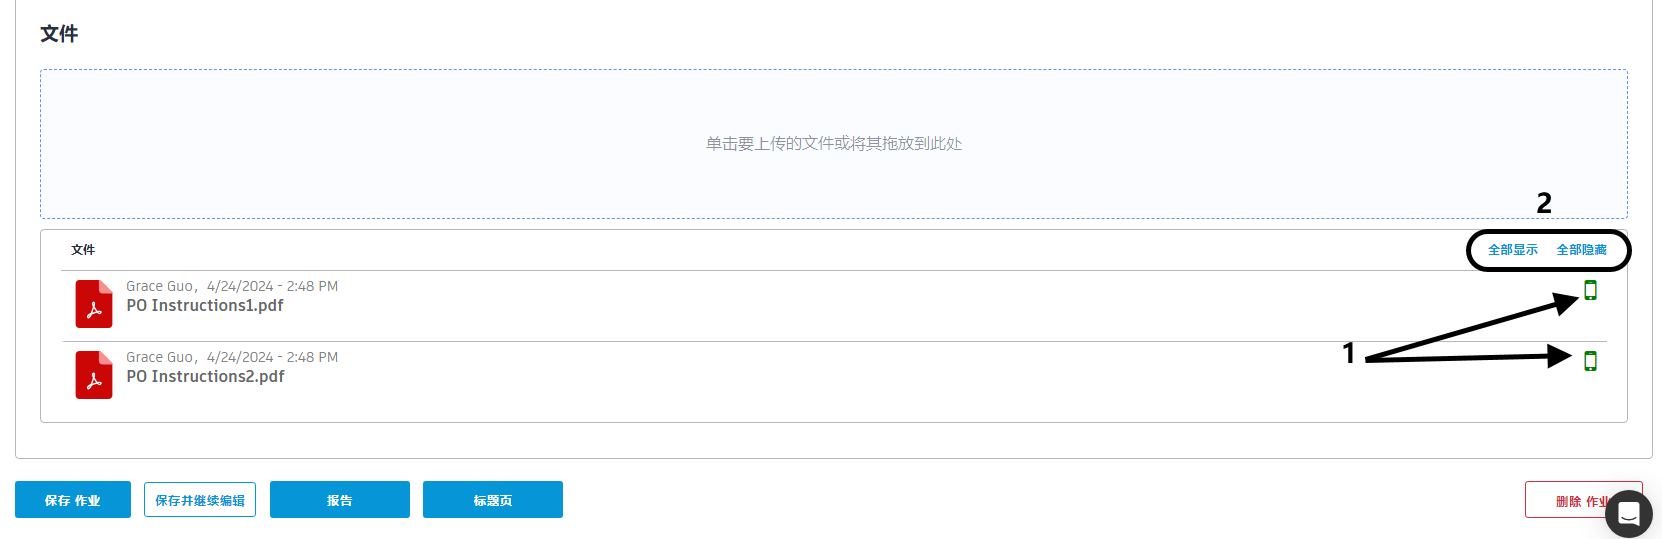 文件
单击要上传的文件或将其拖放到此处
2
文件 全部显示 全部隐藏
Grace Guo，4/24/2024 - 2:48 PM
PO Instructions1.pdf
1
Grace Guo，4/24/2024 - 2:48 PM
PO Instructions2.pdf
保存 作业 保存并继续编辑 报告 标题页 删除 作业